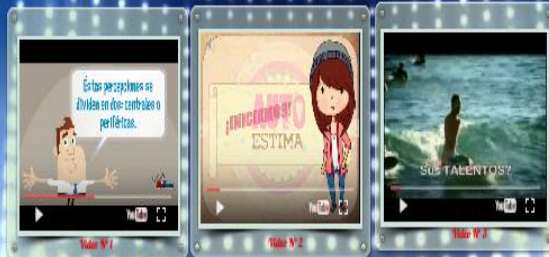 Éstas percepciones se
dividen en dos: centrales o
periféricas.
YouTube
Video N° 1
AUTO
ESTIMA
YouTube
Video N° 2
SUS TALENTOS?
YouTube
Video N° 3